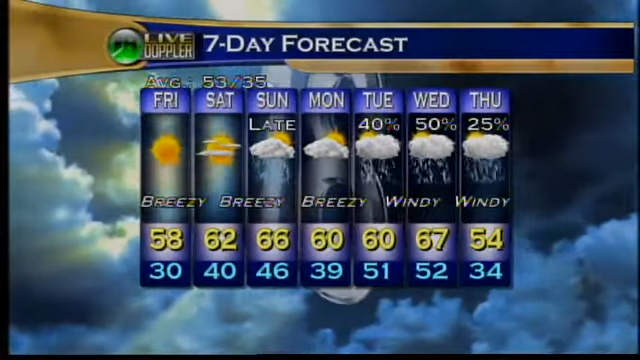 LIVE
DOPPLER
7-DAY FORECAST
AVG.: 53/35
FRI SAT SUN MON TUE WED THU
LATE 40% 50% 25%
BREEZY BREEZY BREEZY WINDY WINDY
58 62 66 60 60 67 54
30 40 46 39 51 52 34